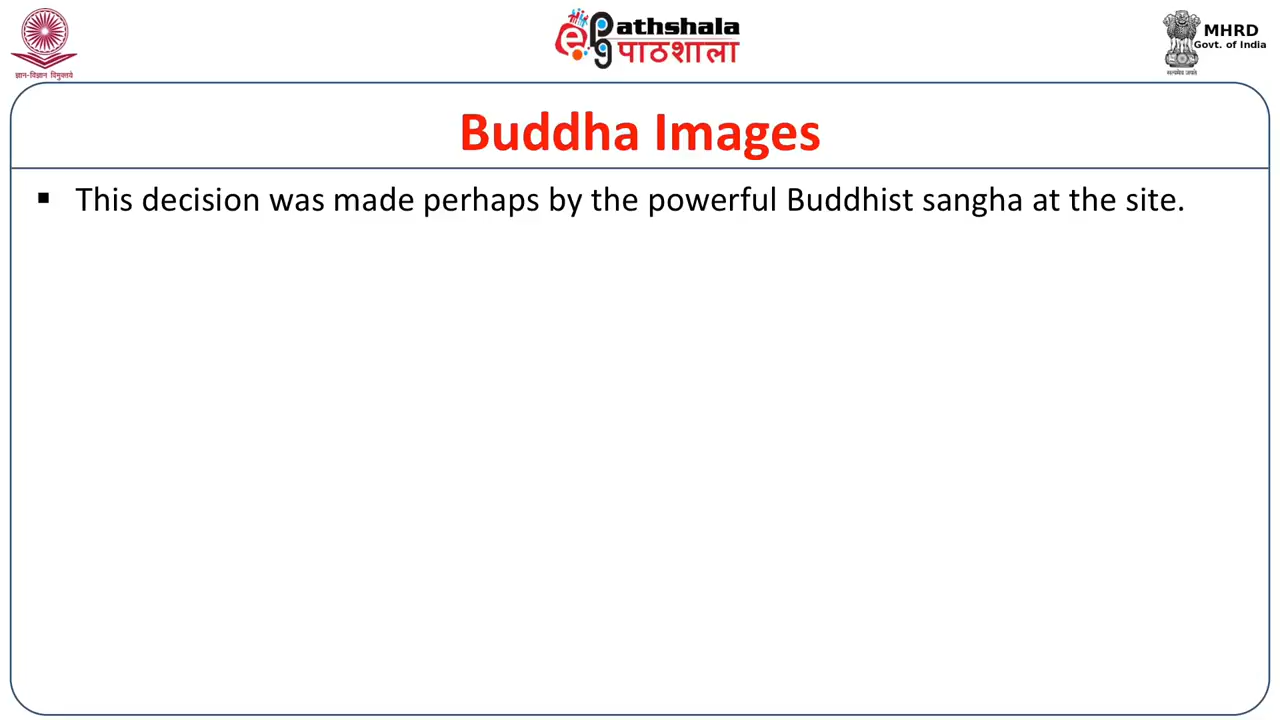 ज्ञान-विज्ञान विमुक्तये
ePG Pathshala
पाठशाला
सत्यमेव जयते
MHRD
Govt. of India
Buddha Images
▪ This decision was made perhaps by the powerful Buddhist sangha at the site.